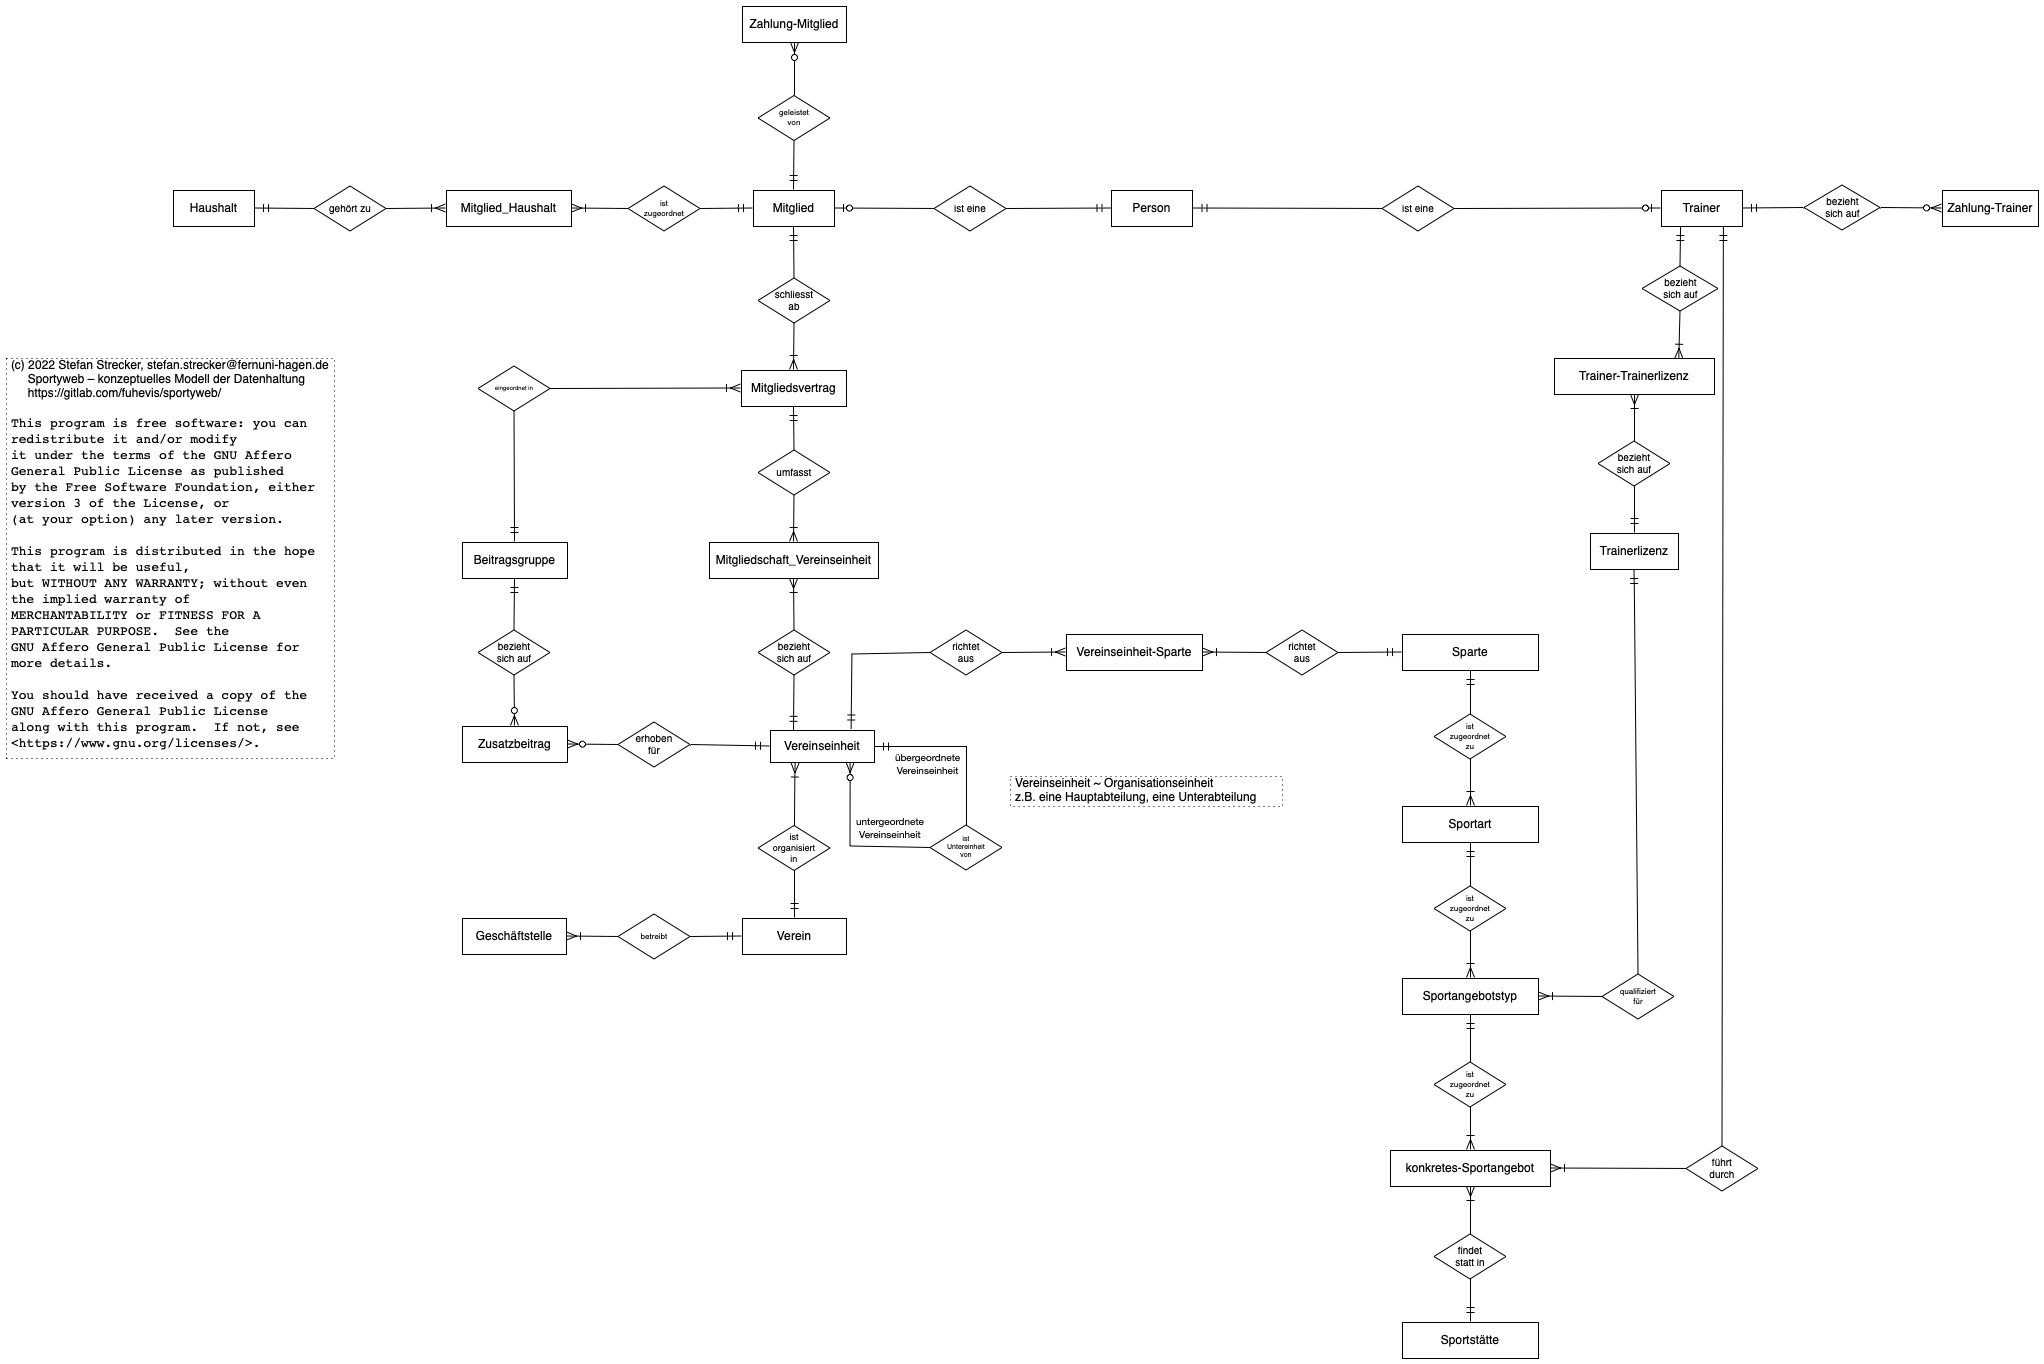 Zahlung-Mitglied
geleistet
von
Haushalt
gehört zu
Mitglied_Haushalt
ist
zugeordnet
Mitglied
ist eine
Person
ist eine
Trainer
bezieht
sich auf
Zahlung-Trainer
schliesst
ab
bezieht
sich auf
(c) 2022 Stefan Strecker, stefan.strecker@fernuni-hagen.de
Sportyweb – konzeptuelles Modell der Datenhaltung
https://gitlab.com/fuhevis/sportyweb/
This program is free software: you can
redistribute it and/or modify
it under the terms of the GNU Affero
General Public License as published
by the Free Software Foundation, either
version 3 of the License, or
(at your option) any later version.
This program is distributed in the hope
that it will be useful,
but WITHOUT ANY WARRANTY; without even
the implied warranty of
MERCHANTABILITY or FITNESS FOR A
PARTICULAR PURPOSE.  See the
GNU Affero General Public License for
more details.
You should have received a copy of the
GNU Affero General Public License
along with this program.  If not, see
<https://www.gnu.org/licenses/>.
eingeordnet in
Mitgliedsvertrag
Trainer-Trainerlizenz
umfasst
bezieht
sich auf
Beitragsgruppe
Mitgliedschaft_Vereinseinheit
Trainerlizenz
bezieht
sich auf
bezieht
sich auf
richtet
aus
Vereinseinheit-Sparte
richtet
aus
Sparte
Zusatzbeitrag
erhoben
für
Vereinseinheit
übergeordnete
Vereinseinheit
ist
zugeordnet
zu
Vereinseinheit ~ Organisationseinheit
z.B. eine Hauptabteilung, eine Unterabteilung
untergeordnete
Vereinseinheit
ist
Untereinheit
von
ist
organisiert
in
Sportart
ist
zugeordnet
zu
Geschäftstelle
betreibt
Verein
Sportangebotstyp
qualifiziert
für
ist
zugeordnet
zu
konkretes-Sportangebot
führt
durch
findet
statt in
Sportstätte